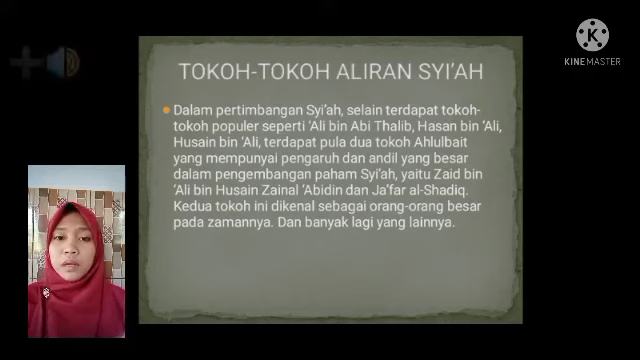 TOKOH-TOKOH ALIRAN SYI'AH
Dalam pertimbangan Syi'ah, selain terdapat tokoh-
tokoh populer seperti 'Ali bin Abi Thalib, Hasan bin 'Ali,
Husain bin 'Ali, terdapat pula dua tokoh Ahlulbait
yang mempunyai pengaruh dan andil yang besar
dalam pengembangan paham Syi'ah, yaitu Zaid bin
'Ali bin Husain Zainal 'Abidin dan Ja'far al-Shadiq.
Kedua tokoh ini dikenal sebagai orang-orang besar
pada zamannya. Dan banyak lagi yang lainnya.
K
KINEMASTER